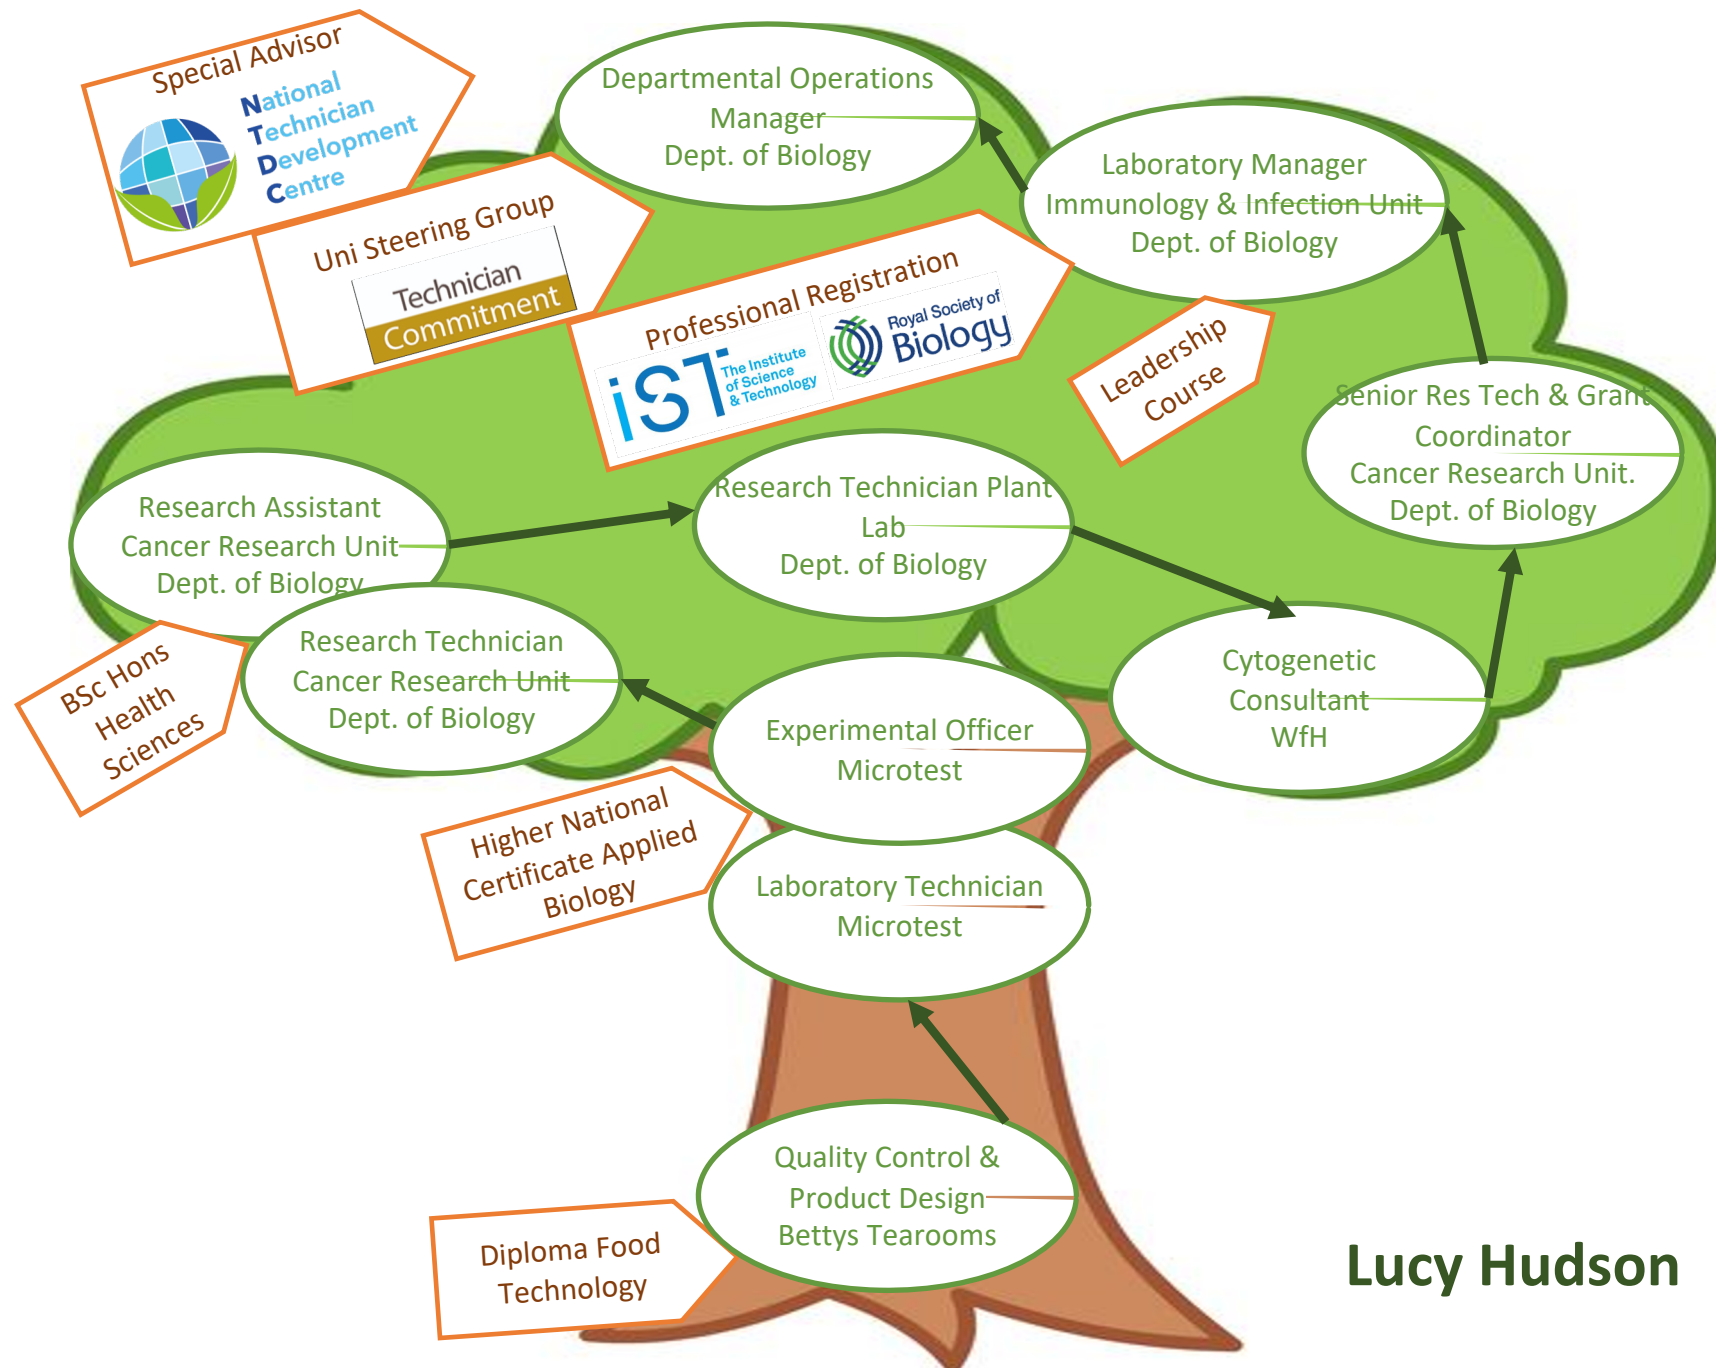 Special Advisor
National
Technician
Development
Centre
Departmental Operations
Manager
Dept. of Biology
Laboratory Manager
Immunology & Infection Unit
Dept. of Biology
Uni Steering Group
Technician
Commitment
Professional Registration
iST
The Institute
of Science
& Technology
Royal Society of
Biology
Leadership
Course
Senior Res Tech & Grant
Coordinator
Cancer Research Unit.
Dept. of Biology
Research Assistant
Cancer Research Unit
Dept. of Biology
Research Technician Plant
Lab
Dept. of Biology
BSc Hons
Health
Sciences
Research Technician
Cancer Research Unit
Dept. of Biology
Cytogenetic
Consultant
WfH
Experimental Officer
Microtest
Higher National
Certificate Applied
Biology
Laboratory Technician
Microtest
Quality Control &
Product Design
Bettys Tearooms
Diploma Food
Technology
Lucy Hudson